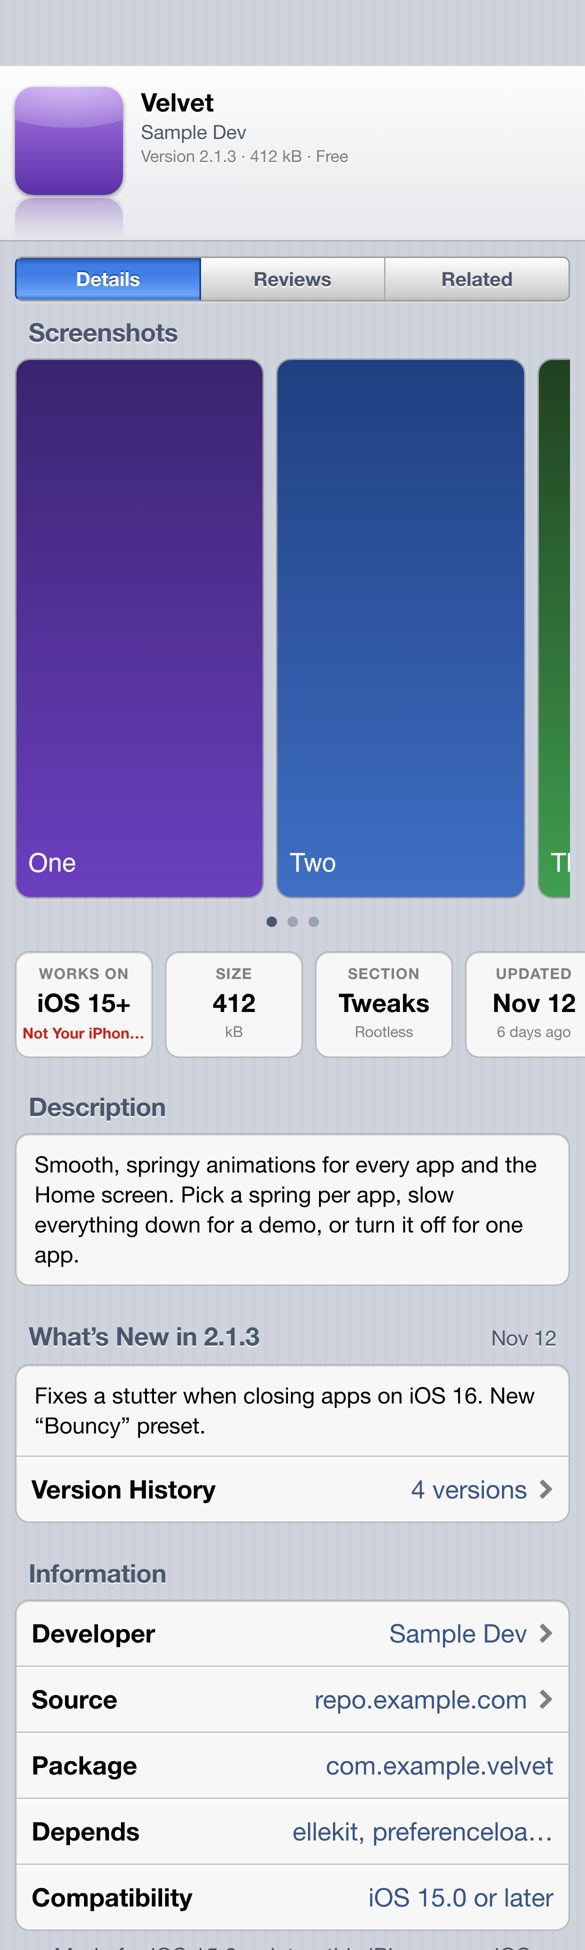 Velvet
Sample Dev
Version 2.1.3 · 412 kB · Free
Details
Reviews
Related
Screenshots
One
Two
WORKS ON
iOS 15+
Not Your iPhon…
SIZE
412
kB
SECTION
Tweaks
Rootless
UPDATED
Nov 12
6 days ago
Description
Smooth, springy animations for every app and the
Home screen. Pick a spring per app, slow
everything down for a demo, or turn it off for one
app.
What’s New in 2.1.3
Nov 12
Fixes a stutter when closing apps on iOS 16. New
“Bouncy” preset.
Version History
4 versions
Information
Developer
Sample Dev
Source
repo.example.com
Package
com.example.velvet
Depends
ellekit, preferenceloa…
Compatibility
iOS 15.0 or later